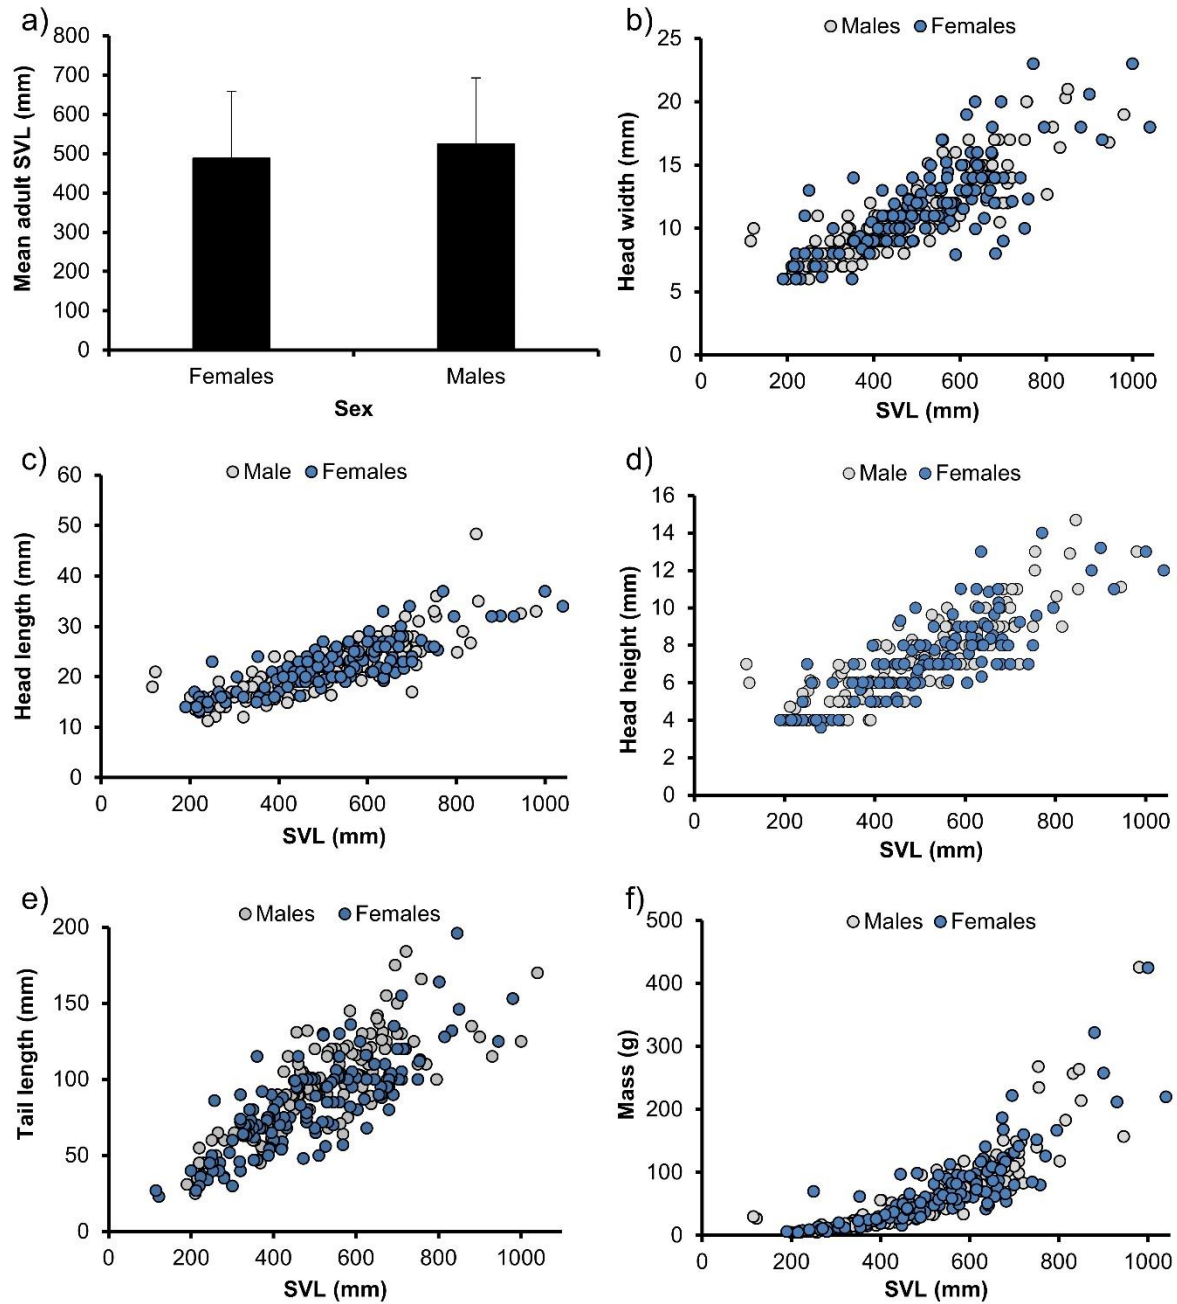 a)
800
700
600
500
400
300
200
100
0
Mean adult SVL (mm)
Females Males
Sex
b)
Males Females
25
20
15
10
5
0
Head width (mm)
0 200 400 600 800 1000
SVL (mm)
c)
Male Females
60
50
40
30
20
10
0
Head length (mm)
0 200 400 600 800 1000
SVL (mm)
d)
Male Females
16
14
12
10
8
6
4
2
0
Head height (mm)
0 200 400 600 800 1000
SVL (mm)
e)
Males Females
200
150
100
50
0
Tail length (mm)
0 200 400 600 800 1000
SVL (mm)
f)
Males Females
500
400
300
200
100
0
Mass (g)
0 200 400 600 800 1000
SVL (mm)